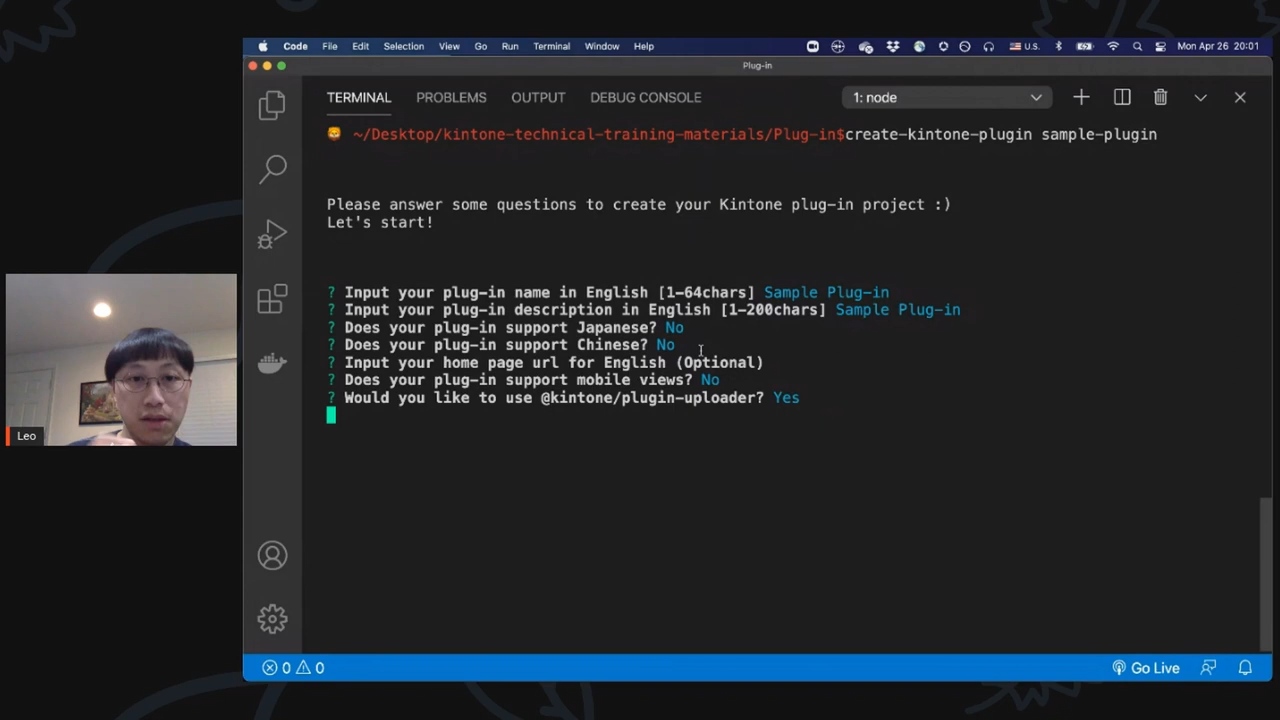 Code File Edit Selection View Go Run Terminal Window Help U.S. Mon Apr 26 20:01
Plug-in
TERMINAL PROBLEMS OUTPUT DEBUG CONSOLE 1: node
~/Desktop/kintone-technical-training-materials/Plug-in$create-kintone-plugin sample-plugin
Please answer some questions to create your Kintone plug-in project :)
Let's start!
? Input your plug-in name in English [1-64chars] Sample Plug-in
? Input your plug-in description in English [1-200chars] Sample Plug-in
? Does your plug-in support Japanese? No
? Does your plug-in support Chinese? No
? Input your home page url for English (Optional)
? Does your plug-in support mobile views? No
? Would you like to use @kintone/plugin-uploader? Yes
Leo
0 0 Go Live